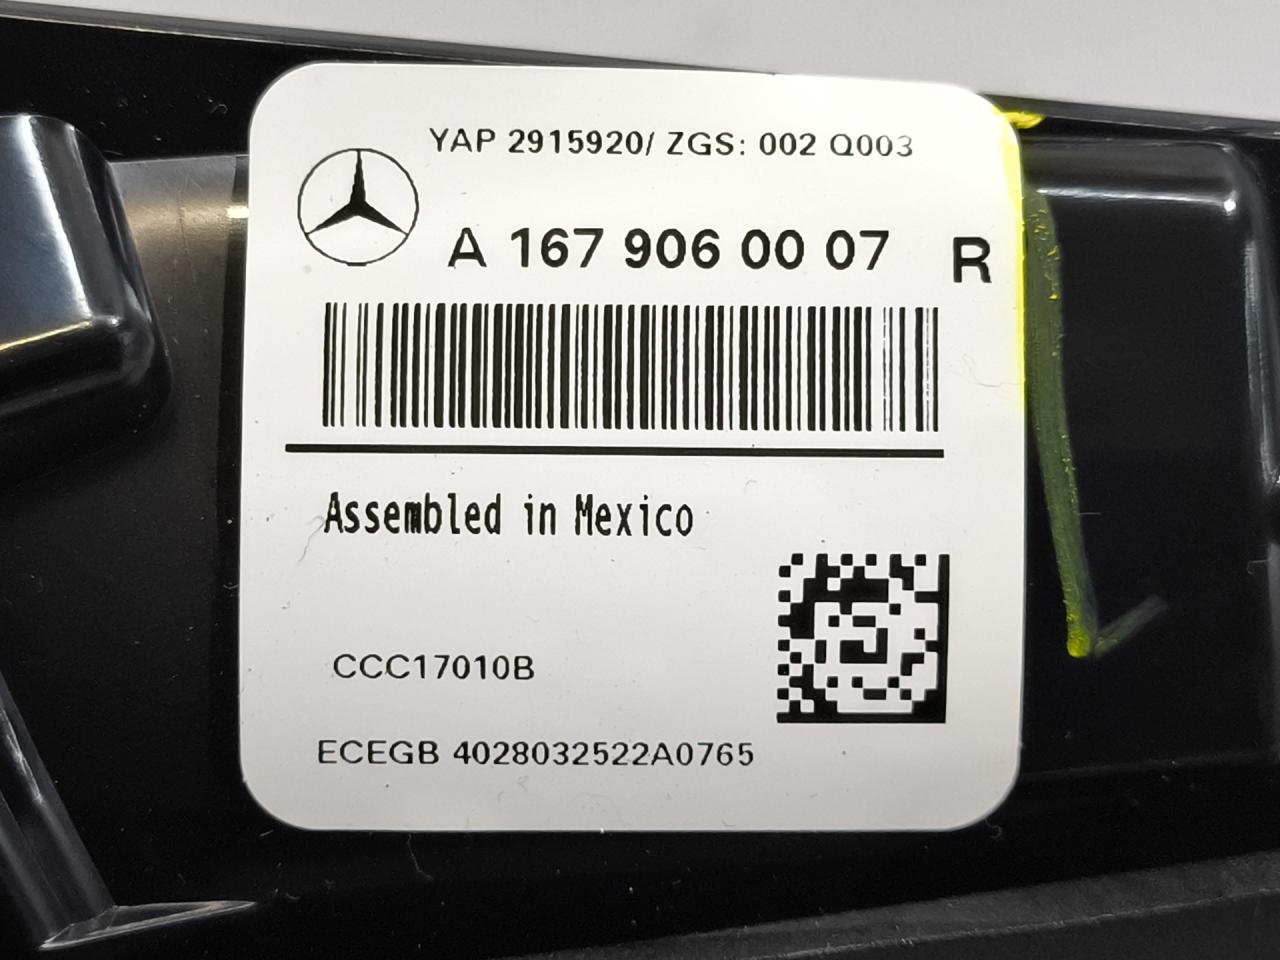 YAP 2915920/ ZGS: 002 Q003
A 167 906 00 07 R
Assembled in Mexico
CCC17010B
ECEGB 4028032522A0765